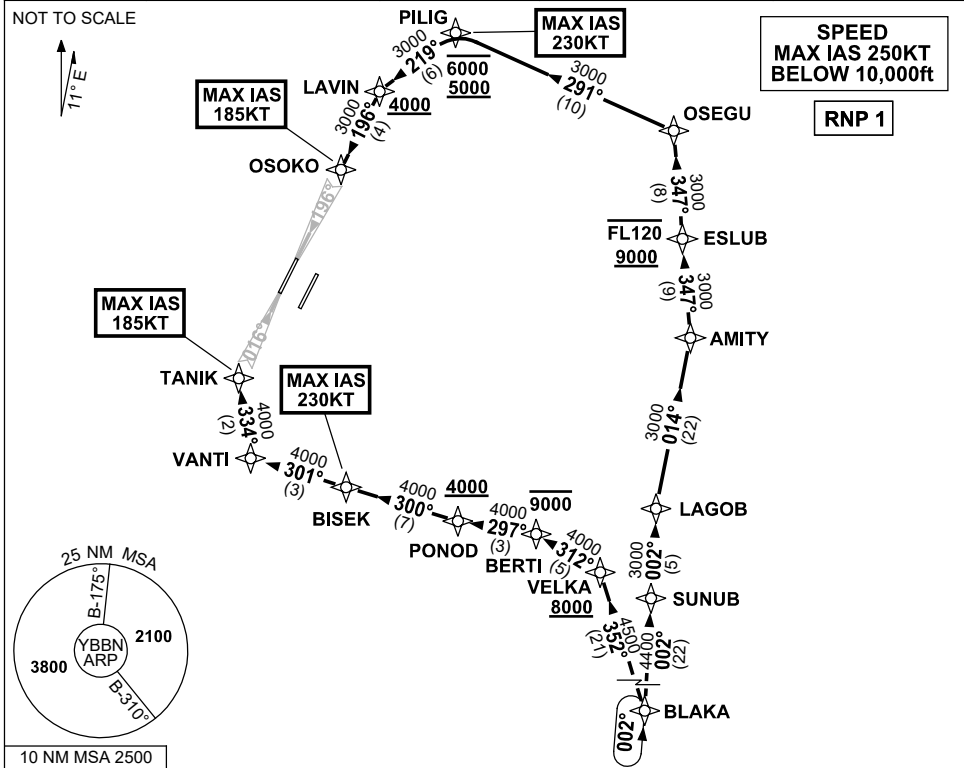 NOT TO SCALE
11° E
PILIG
MAX IAS
230KT
SPEED
MAX IAS 250KT
BELOW 10,000ft
RNP 1
3000
219°
(6)
6000
5000
3000
291°
(10)
LAVIN
4000
MAX IAS
185KT
3000
196°
(4)
OSEGU
OSOKO
3000
347°
(8)
196°
FL120
9000
ESLUB
3000
347°
(9)
MAX IAS
185KT
016°
AMITY
TANIK
MAX IAS
230KT
4000
334°
(2)
3000
014°
(22)
VANTI
4000
301°
(3)
BISEK
4000
300°
(7)
4000
PONOD
9000
4000
297°
(3)
BERTI
4000
312°
(5)
VELKA
8000
LAGOB
3000
002°
(5)
SUNUB
4500
352°
(21)
4400
002°
(22)
BLAKA
002°
25 NM MSA
B-175°
YBBN
ARP
2100
3800
B-310°
10 NM MSA 2500